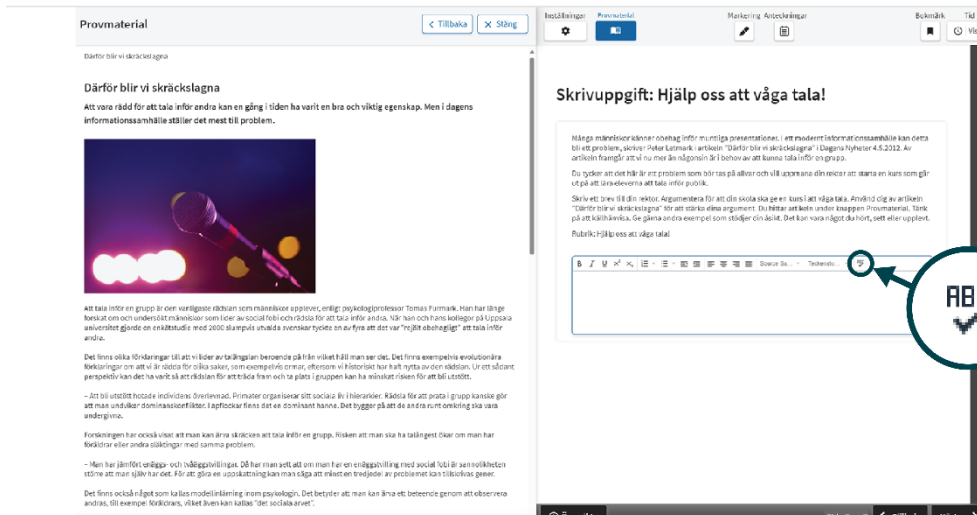 Provmaterial
Tillbaka
Stäng
Därför blir vi skräckslagna
Därför blir vi skräckslagna
Att vara rädd för att tala inför andra kan en gång i tiden ha varit en bra och viktig egenskap. Men i dagens
informationssamhälle ställer det mest till problem.
Att tala inför en grupp är den vanligaste rädslan som människor upplever, enligt psykologiprofessor Tomas Furmark. Han har länge
forskat om och undersökt människor som lider av social fobi och rädsla för att tala inför andra. När han och hans kollegor på Uppsala
universitet gjorde en enkätstudie med 2000 slumpvis utvalda svenskar tyckte en av fyra att det var "rejält obehagligt" att tala inför
andra.
Det finns olika förklaringar till att vi lider av talängslan beroende på från vilket håll man ser det. Det finns exempelvis evolutionära
förklaringar om att vi är rädda för olika saker, som exempelvis ormar, eftersom vi historiskt har haft nytta av den rädslan. Ur ett sådant
perspektiv kan det ha varit så att rädslan för att träda fram och ta plats i gruppen kan ha minskat risken för att bli utstött.
– Att bli utstött hotade individens överlevnad. Primater organiserar sitt sociala liv i hierarkier. Rädsla för att prata i grupp kanske gör
att man undviker dominanskonflikter. I apflockar finns det en dominant hanne. Det bygger på att de andra runt omkring ska vara
undergivna.
Forskningen har också visat att man kan ärva skräcken att tala inför en grupp. Risken att man ska ha talängest ökar om man har
föräldrar eller andra släktingar med samma problem.
– Man har jämfört enäggs- och tvåäggstvillingar. Då har man sett att om man har en enäggstvilling med social fobi är sannolikheten
större att man själv har det. För att göra en uppskattning kan man säga att minst en tredjedel av problemet kan tillskrivas gener.
Det finns också något som kallas modellinlärning inom psykologin. Det betyder att man kan ärva ett beteende genom att observera
andras, till exempel föräldrars, vilket även kan kallas "det sociala arvet".
Inställningar
Provmaterial
Markering
Anteckningar
Bokmärk
Tid
Skrivuppgift: Hjälp oss att våga tala!
Många människor känner obehag inför muntliga presentationer. I ett modernt informationssamhälle kan detta
bli ett problem, skriver Peter Letmark i artikeln "Därför blir vi skräckslagna" i Dagens Nyheter 4.5.2012. Av
artikeln framgår att vi nu mer än någonsin är i behov av att kunna tala inför en grupp.
Du tycker att det här är ett problem som bör tas på allvar och vill uppmana din rektor att starta en kurs som går
ut på att lära eleverna att tala inför publik.
Skriv ett brev till din rektor. Argumentera för att din skola ska ge en kurs i att våga tala. Använd dig av artikeln
"Därför blir vi skräckslagna" för att stärka dina argument. Du hittar artikeln under knappen Provmaterial. Tänk
på att källhänvisa. Ge gärna andra exempel som stödjer din åsikt. Det kan vara något du hört, sett eller upplevt.
Rubrik: Hjälp oss att våga tala!
B I U x² x₂ Source Sa... Teckensto...